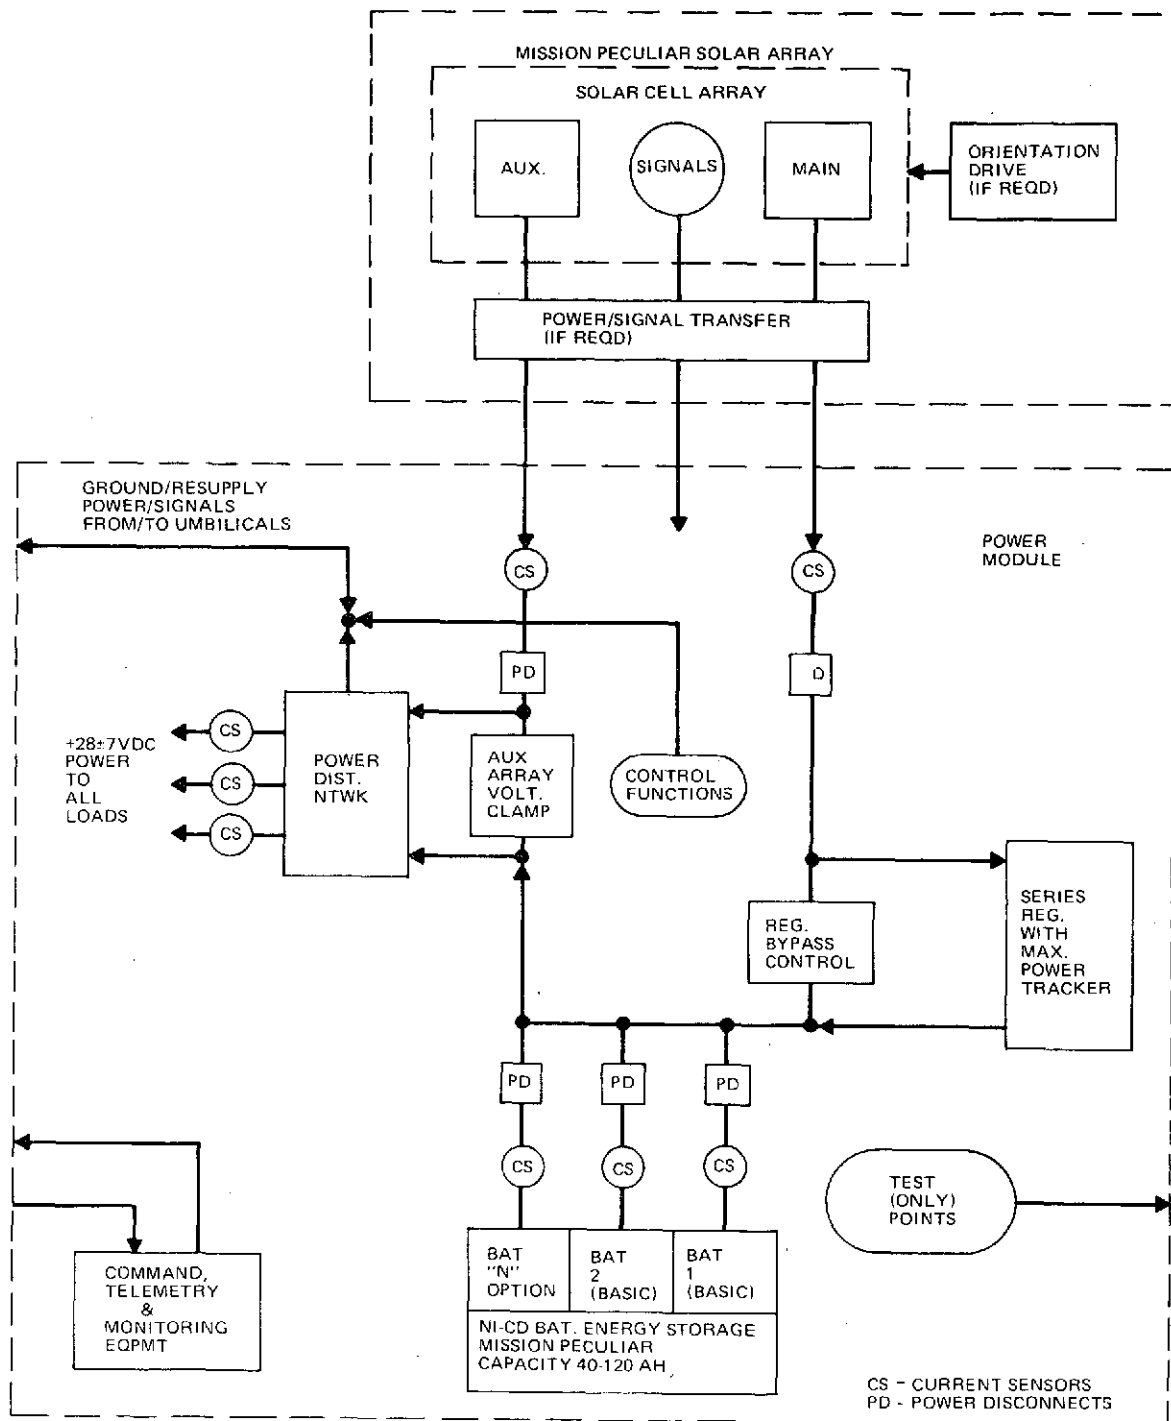 MISSION PECULIAR SOLAR ARRAY
SOLAR CELL ARRAY
AUX.
SIGNALS
MAIN
ORIENTATION
DRIVE
(IF REQD)
POWER/SIGNAL TRANSFER
(IF REQD)
GROUND/RESUPPLY
POWER/SIGNALS
FROM/TO UMBILICALS
POWER
MODULE
CS
CS
PD
D
+28±7VDC
POWER
TO
ALL
LOADS
CS
CS
CS
POWER
DIST.
NTWK
AUX
ARRAY
VOLT.
CLAMP
CONTROL
FUNCTIONS
REG.
BYPASS
CONTROL
SERIES
REG.
WITH
MAX.
POWER
TRACKER
PD
PD
PD
CS
CS
CS
TEST
(ONLY)
POINTS
BAT
"N"
OPTION
BAT
2
(BASIC)
BAT
1
(BASIC)
NI-CD BAT. ENERGY STORAGE
MISSION PECULIAR
CAPACITY 40-120 AH
COMMAND,
TELEMETRY
&
MONITORING
EQPMT
CS - CURRENT SENSORS
PD - POWER DISCONNECTS